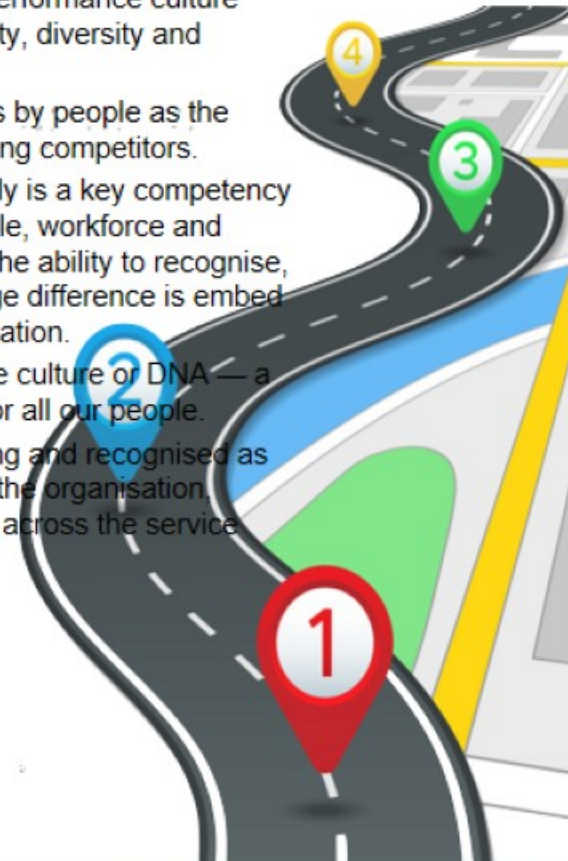 erformance culture
ty, diversity and
s by people as the
ng competitors.
ly is a key competency
le, workforce and
he ability to recognise,
ge difference is embed
ation.
e culture or DNA — a
or all our people.
ng and recognised as
the organisation.
across the service
4
3
2
1